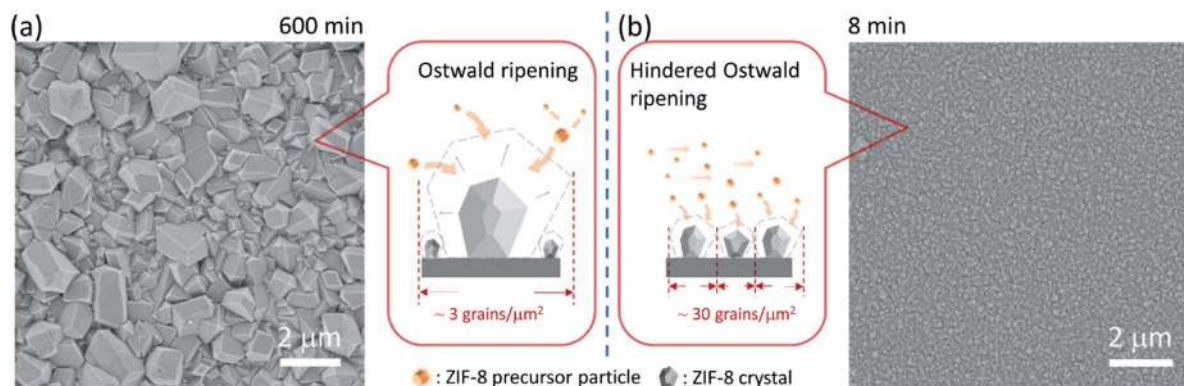 (a)
600 min
Ostwald ripening
~ 3 grains/μm²
2 μm
(b)
8 min
Hindered Ostwald
ripening
~ 30 grains/μm²
2 μm
: ZIF-8 precursor particle
: ZIF-8 crystal